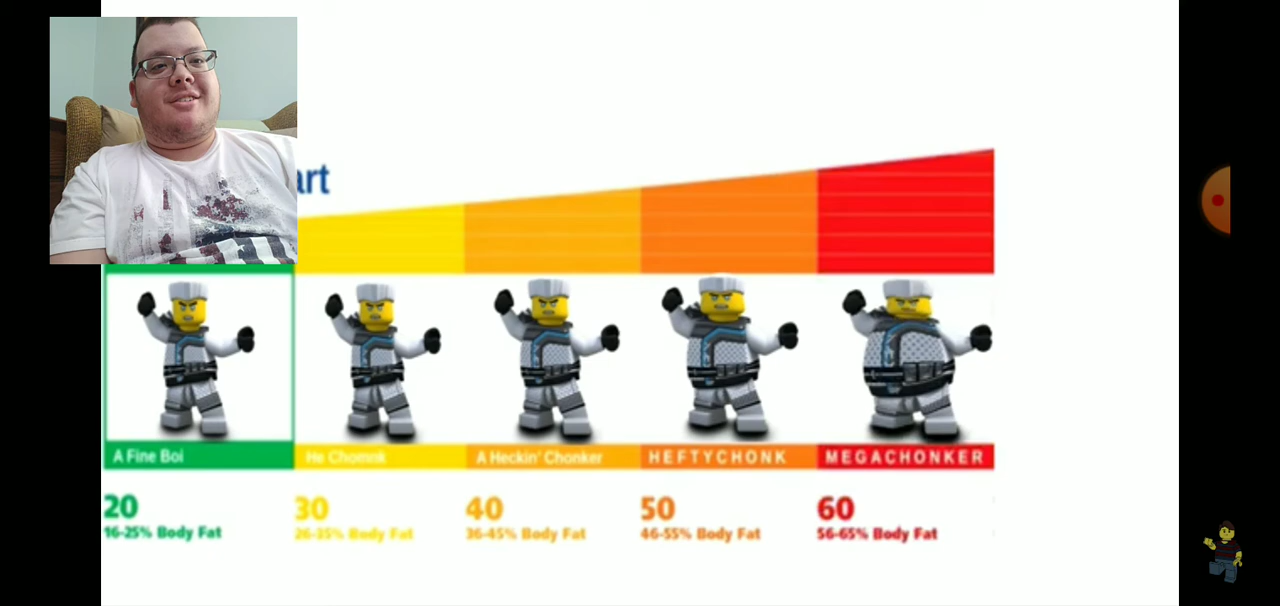 art
A Fine Boi
He Chomnk
A Heckin' Chonker
HEFTYCHONK
MEGACHONKER
20
30
40
50
60
16-25% Body Fat
26-35% Body Fat
36-45% Body Fat
46-55% Body Fat
56-65% Body Fat